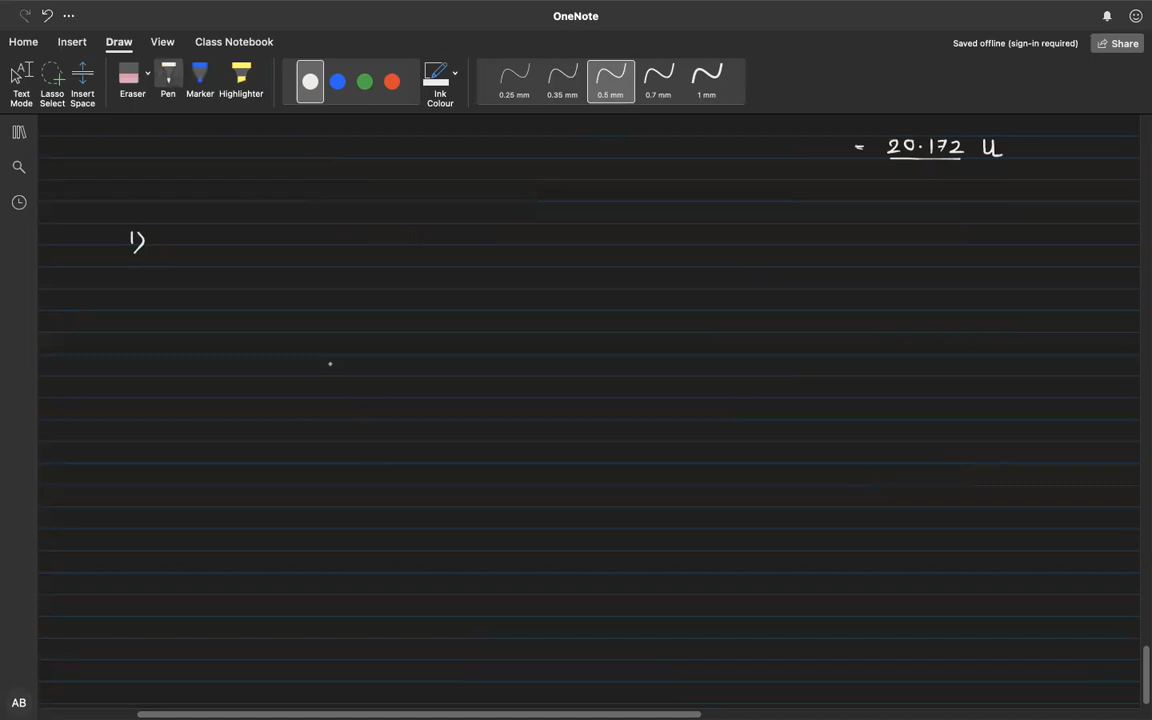 OneNote
Home Insert Draw View Class Notebook Saved offline (sign-in required) Share
Text Mode
Lasso Select
Insert Space
Eraser
Pen
Marker
Highlighter
Ink Colour
0.25 mm
0.35 mm
0.5 mm
0.7 mm
1 mm
= 20.172 u
1)
AB